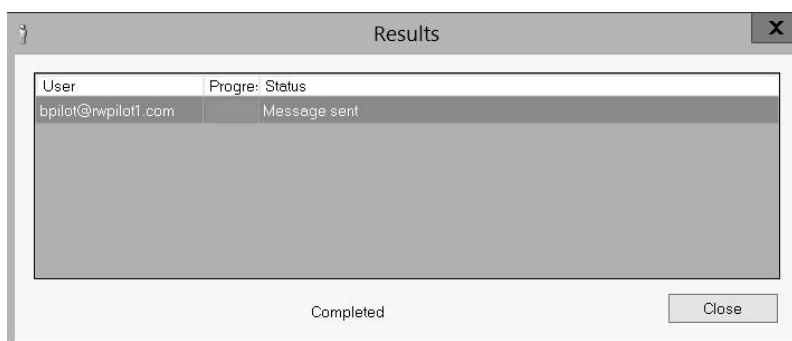 Results
X
User Progre: Status
bpilot@rwpilot1.com Message sent
Completed
Close